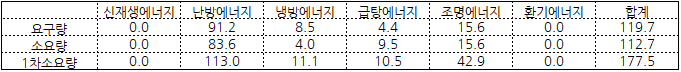 신재생에너지 난방에너지 냉방에너지 급탕에너지 조명에너지 환기에너지 합계
요구량 0.0 91.2 8.5 4.4 15.6 0.0 119.7
소요량 0.0 83.6 4.0 9.5 15.6 0.0 112.7
1차소요량 0.0 113.0 11.1 10.5 42.9 0.0 177.5